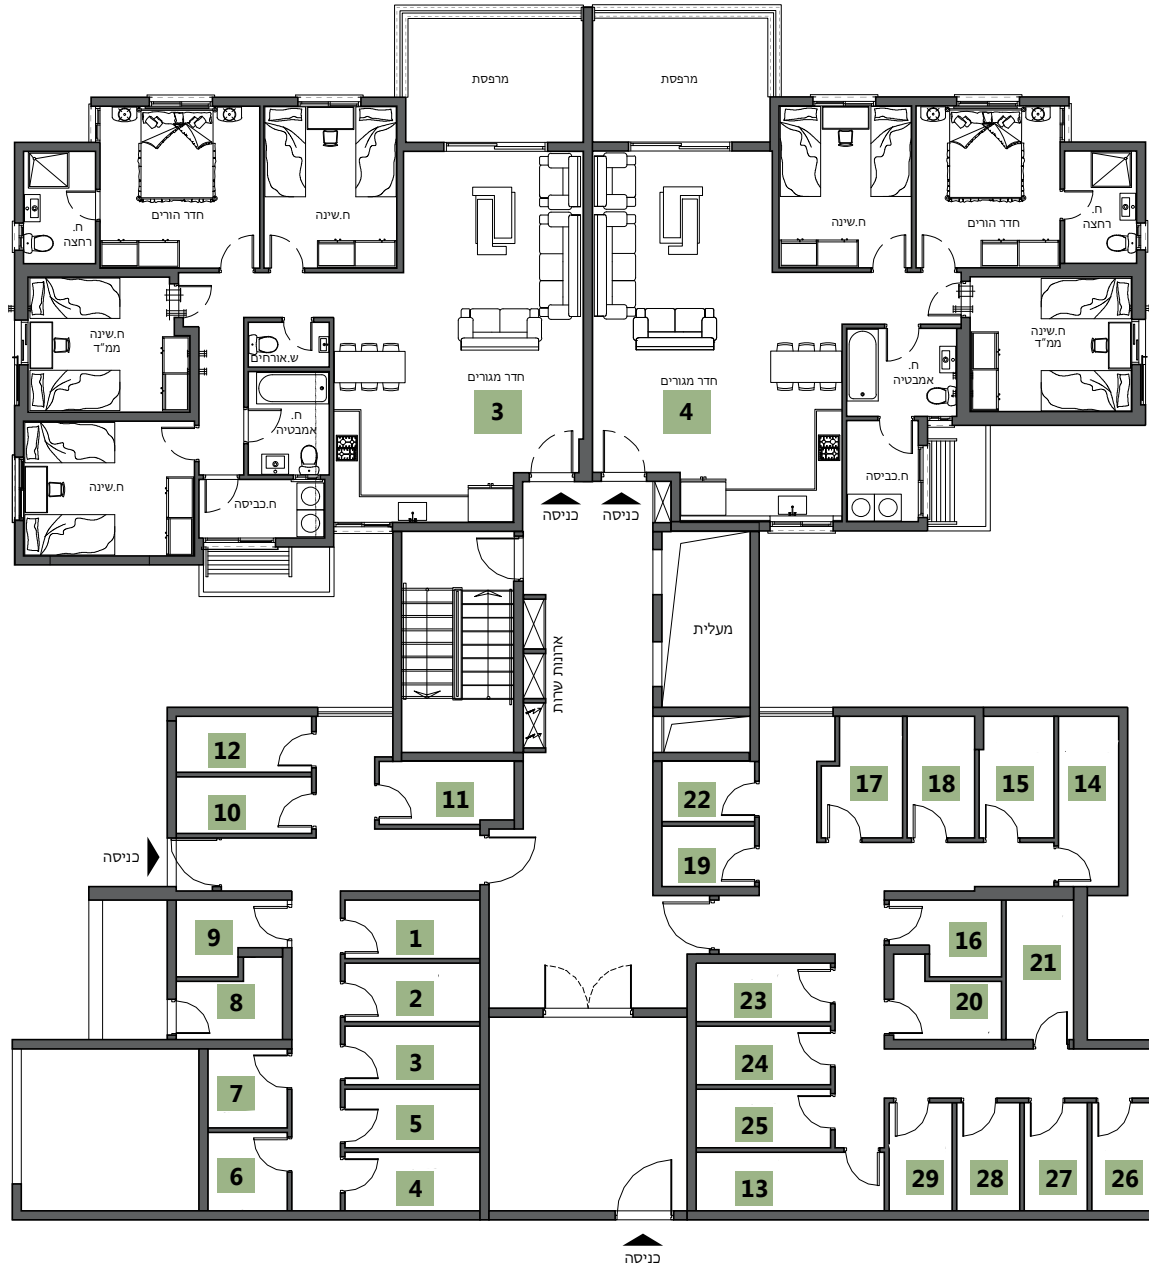 מרפסת
מרפסת
חדר הורים
ח.שינה
ח.
רחצה
ח.שינה
חדר הורים
ח.
רחצה
ח.שינה
ממ"ד
ש.אורחים
חדר מגורים
3
חדר מגורים
4
ח.
אמבטיה
ח.שינה
ממ"ד
ח.
אמבטיה
ח.שינה
ח.כביסה
ח.כביסה
כניסה
כניסה
ארונות שרות
מעלית
12
10
11
22
19
17
18
15
14
כניסה
9
8
1
2
3
5
4
7
6
16
20
21
23
24
25
13
29
28
27
26
כניסה